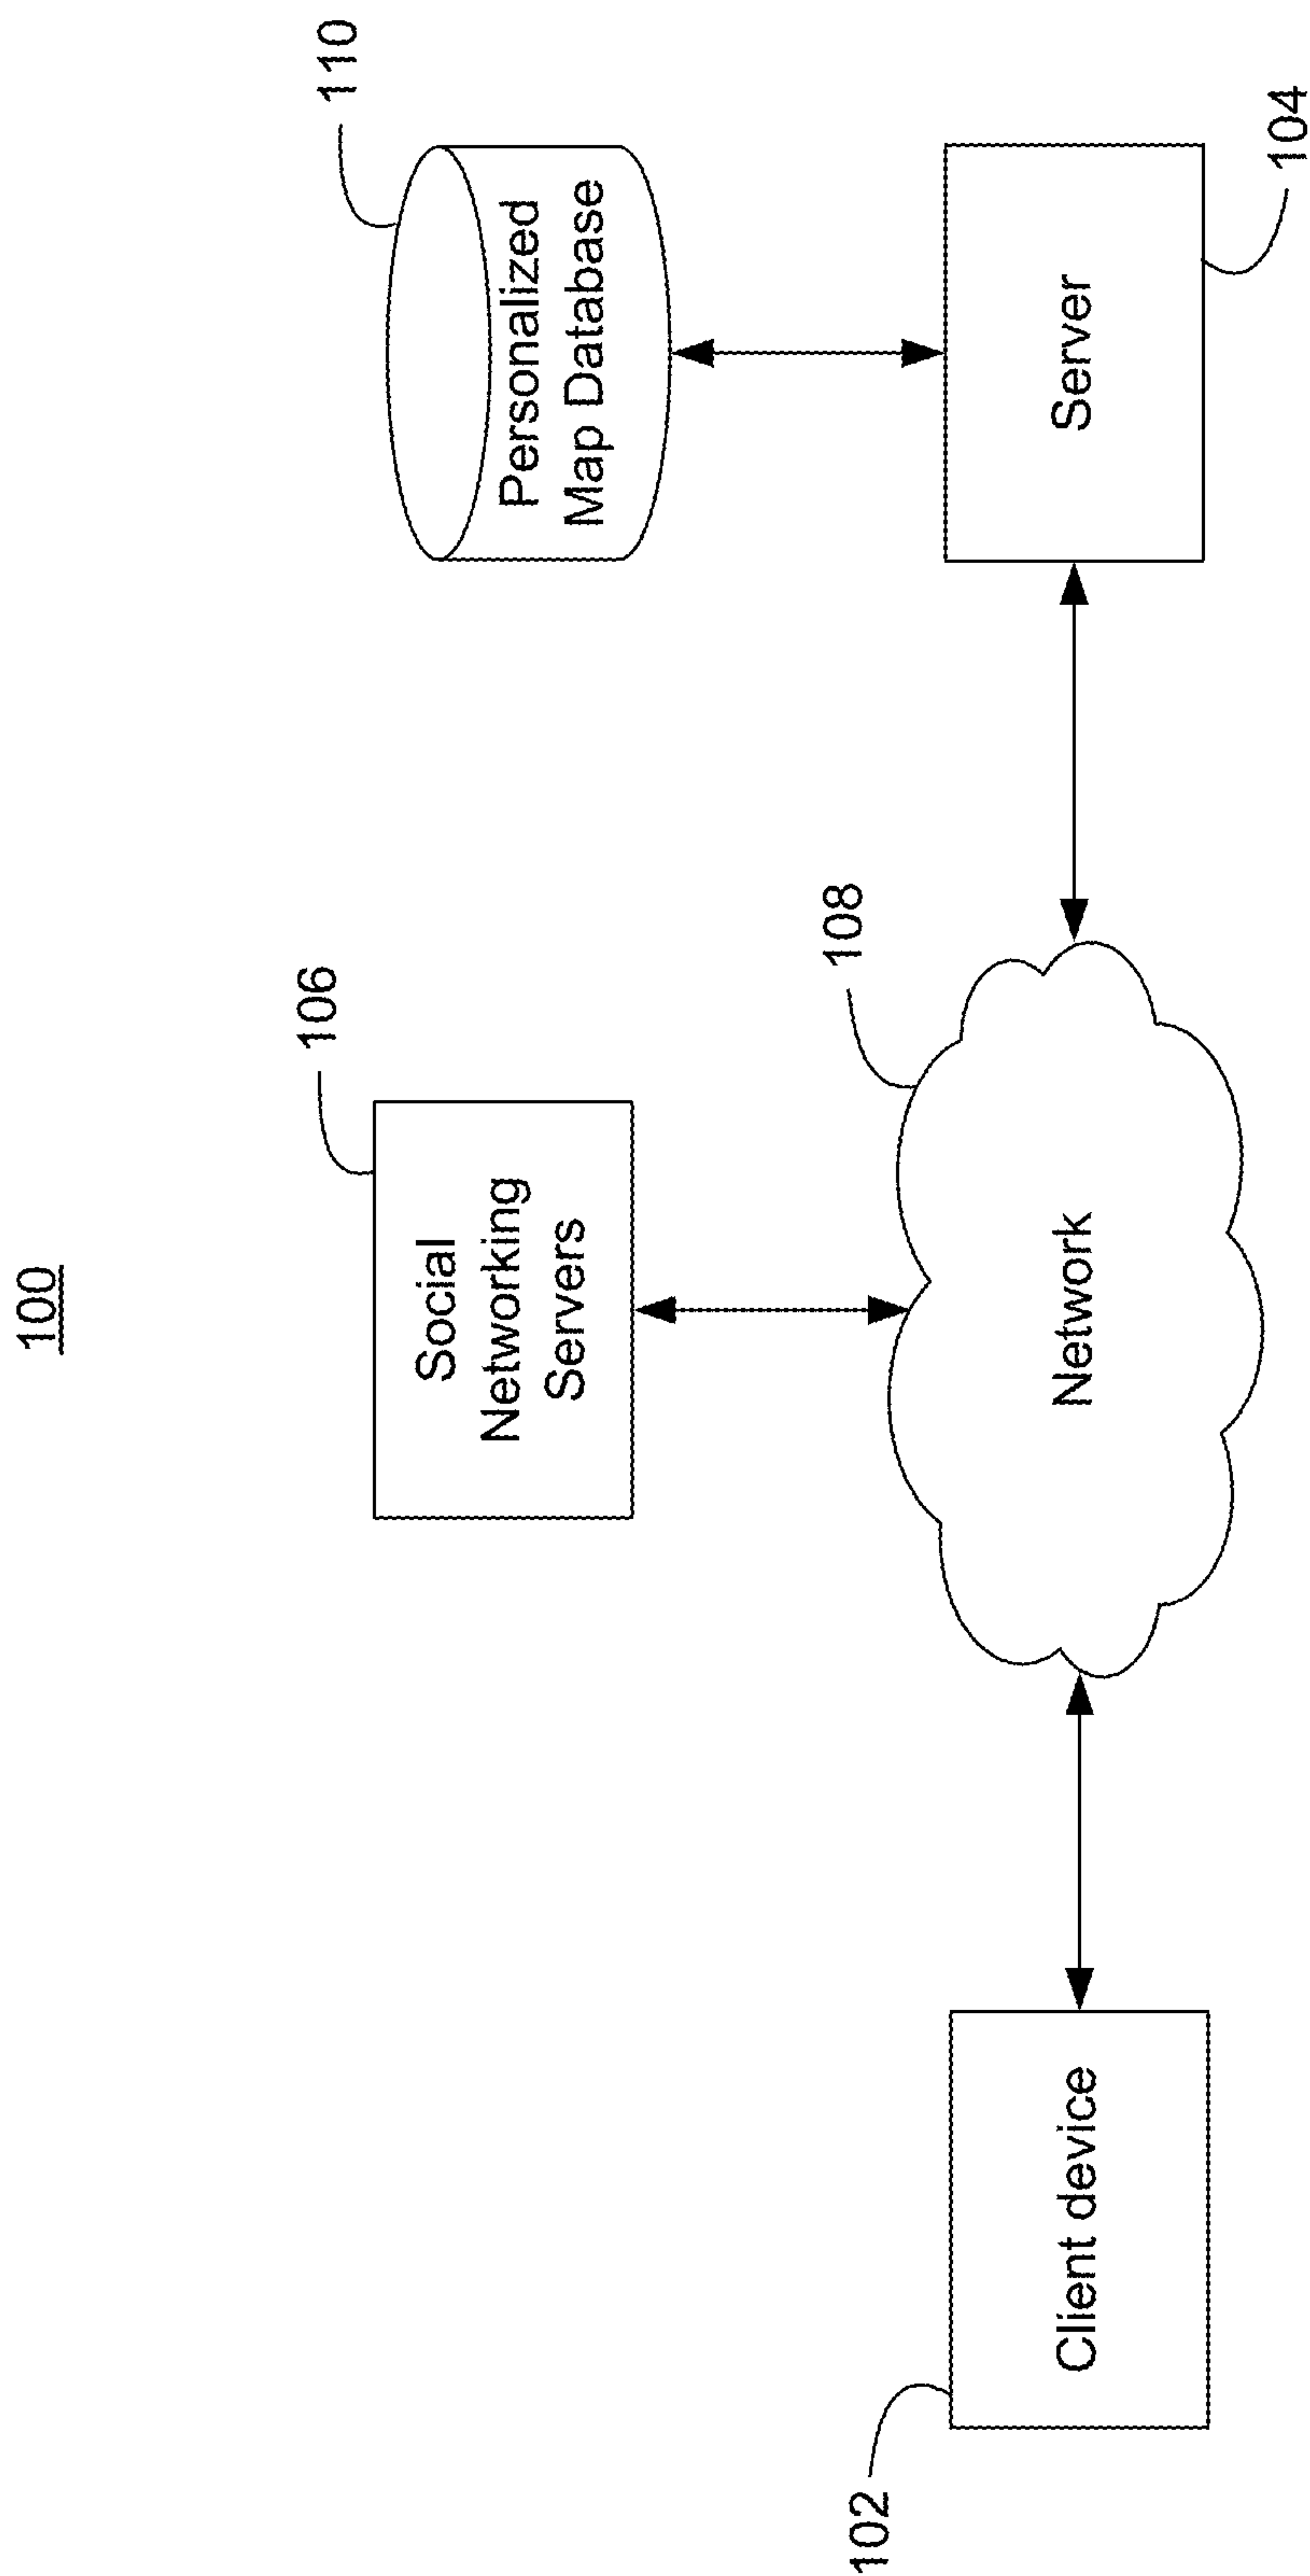 100
106
Social
Networking
Servers
110
Personalized
Map Database
102
Client device
108
Network
Server
104